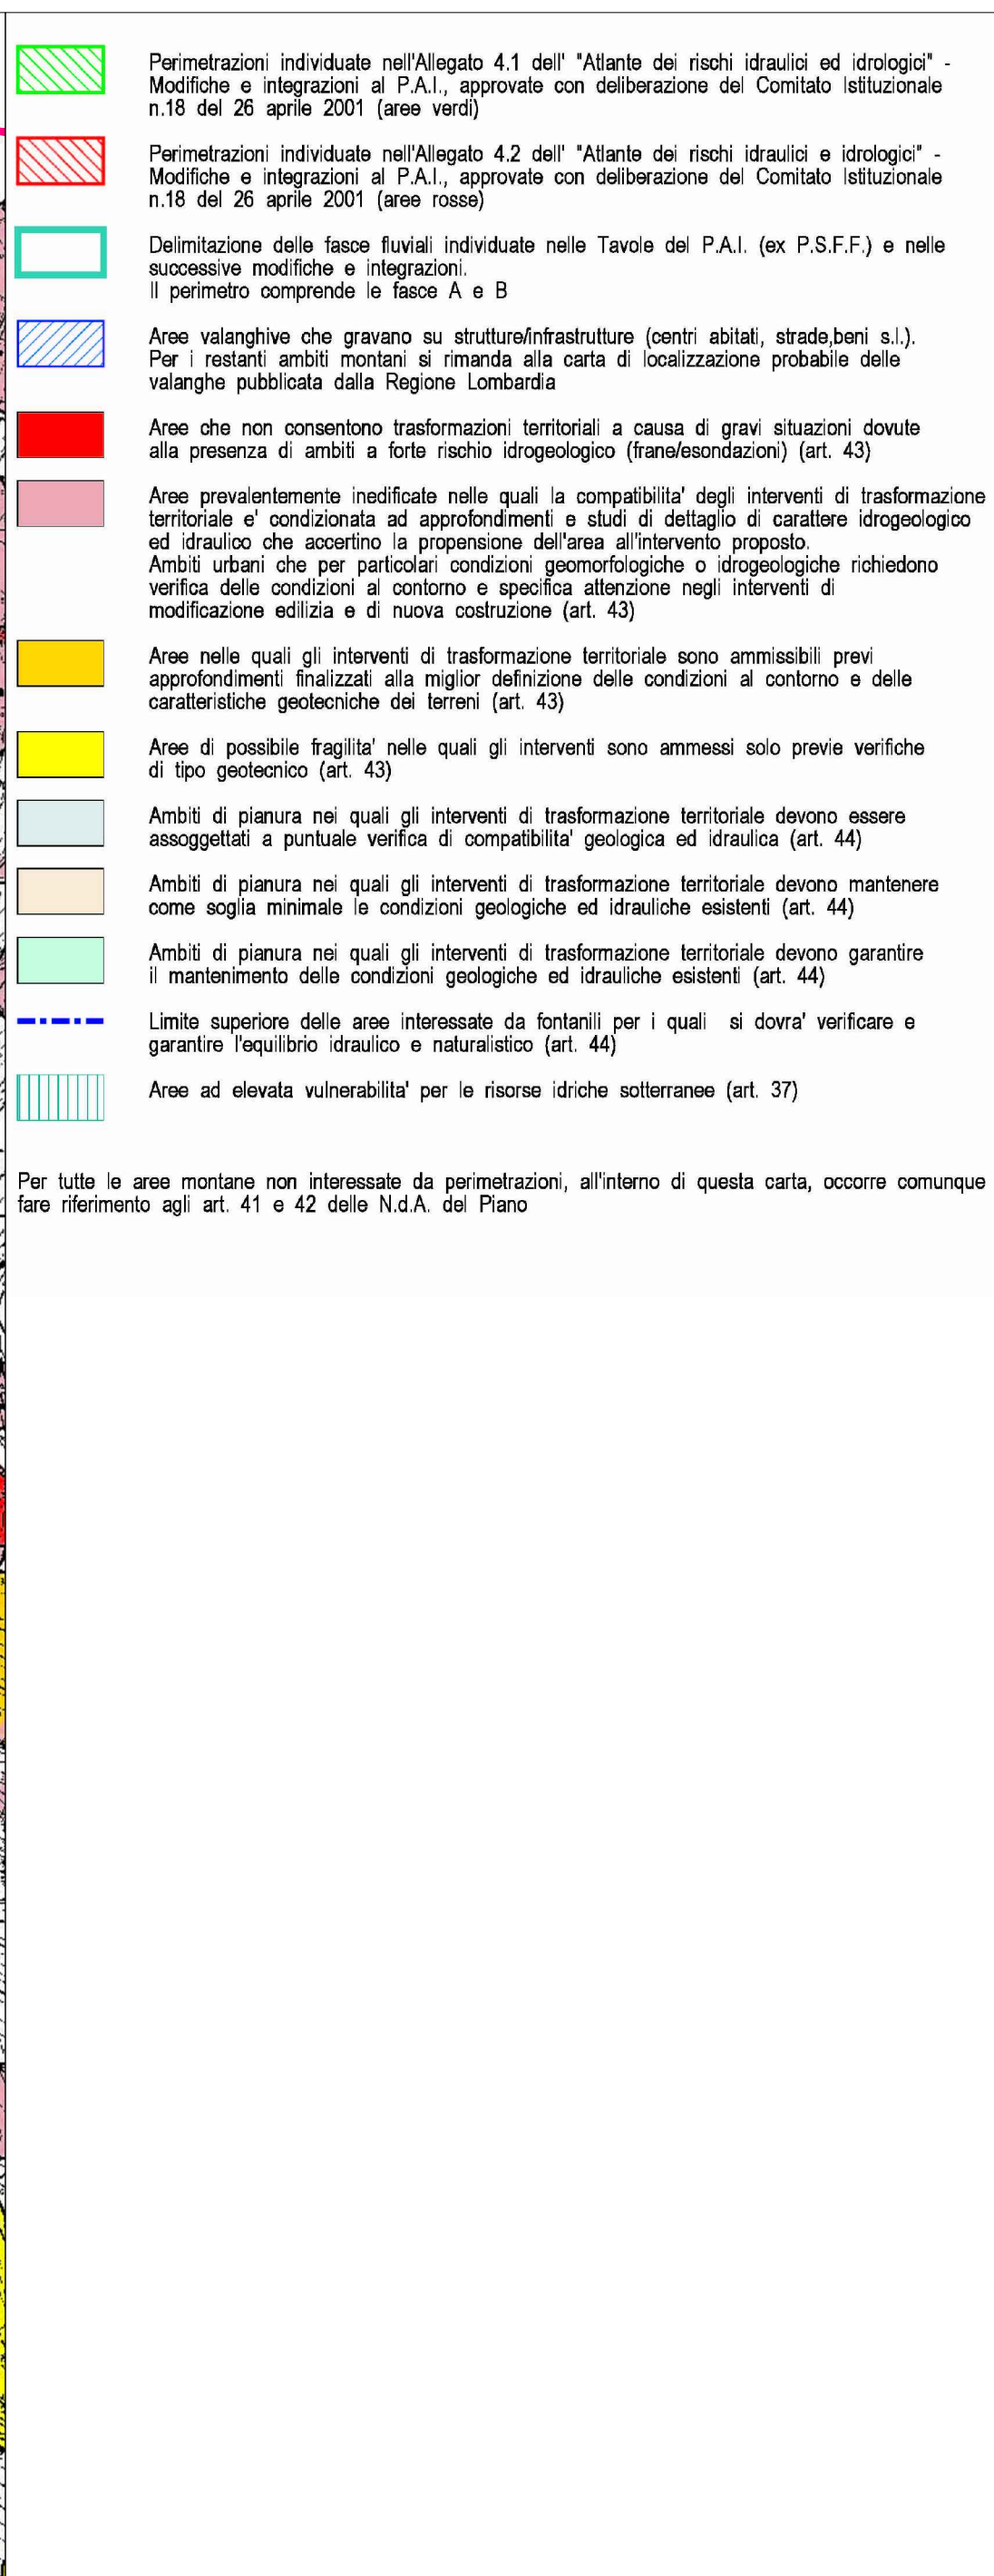 Perimetrazioni individuate nell'Allegato 4.1 dell' "Atlante dei rischi idraulici ed idrologici" -
Modifiche e integrazioni al P.A.I., approvate con deliberazione del Comitato Istituzionale
n.18 del 26 aprile 2001 (aree verdi)
Perimetrazioni individuate nell'Allegato 4.2 dell' "Atlante dei rischi idraulici e idrologici" -
Modifiche e integrazioni al P.A.I., approvate con deliberazione del Comitato Istituzionale
n.18 del 26 aprile 2001 (aree rosse)
Delimitazione delle fasce fluviali individuate nelle Tavole del P.A.I. (ex P.S.F.F.) e nelle
successive modifiche e integrazioni.
Il perimetro comprende le fasce A e B
Aree valanghive che gravano su strutture/infrastrutture (centri abitati, strade,beni s.l.).
Per i restanti ambiti montani si rimanda alla carta di localizzazione probabile delle
valanghe pubblicata dalla Regione Lombardia
Aree che non consentono trasformazioni territoriali a causa di gravi situazioni dovute
alla presenza di ambiti a forte rischio idrogeologico (frane/esondazioni) (art. 43)
Aree prevalentemente inedificate nelle quali la compatibilita' degli interventi di trasformazione
territoriale e' condizionata ad approfondimenti e studi di dettaglio di carattere idrogeologico
ed idraulico che accertino la propensione dell'area all'intervento proposto.
Ambiti urbani che per particolari condizioni geomorfologiche o idrogeologiche richiedono
verifica delle condizioni al contorno e specifica attenzione negli interventi di
modificazione edilizia e di nuova costruzione (art. 43)
Aree nelle quali gli interventi di trasformazione territoriale sono ammissibili previ
approfondimenti finalizzati alla miglior definizione delle condizioni al contorno e delle
caratteristiche geotecniche dei terreni (art. 43)
Aree di possibile fragilita' nelle quali gli interventi sono ammessi solo previe verifiche
di tipo geotecnico (art. 43)
Ambiti di pianura nei quali gli interventi di trasformazione territoriale devono essere
assoggettati a puntuale verifica di compatibilita' geologica ed idraulica (art. 44)
Ambiti di pianura nei quali gli interventi di trasformazione territoriale devono mantenere
come soglia minimale le condizioni geologiche ed idrauliche esistenti (art. 44)
Ambiti di pianura nei quali gli interventi di trasformazione territoriale devono garantire
il mantenimento delle condizioni geologiche ed idrauliche esistenti (art. 44)
Limite superiore delle aree interessate da fontanili per i quali si dovra' verificare e
garantire l'equilibrio idraulico e naturalistico (art. 44)
Aree ad elevata vulnerabilita' per le risorse idriche sotterranee (art. 37)
Per tutte le aree montane non interessate da perimetrazioni, all'interno di questa carta, occorre comunque
fare riferimento agli art. 41 e 42 delle N.d.A. del Piano